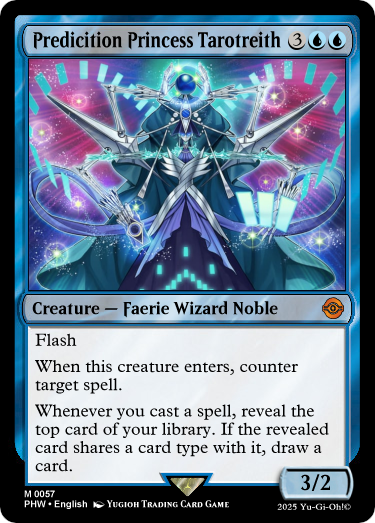 Predicition Princess Tarotreith 3
Creature — Faerie Wizard Noble
Flash
When this creature enters, counter
target spell.
Whenever you cast a spell, reveal the
top card of your library. If the revealed
card shares a card type with it, draw a
card.
3/2
M 0057
PHW • English Yugioh Trading Card Game
2025 Yu-Gi-Oh!©